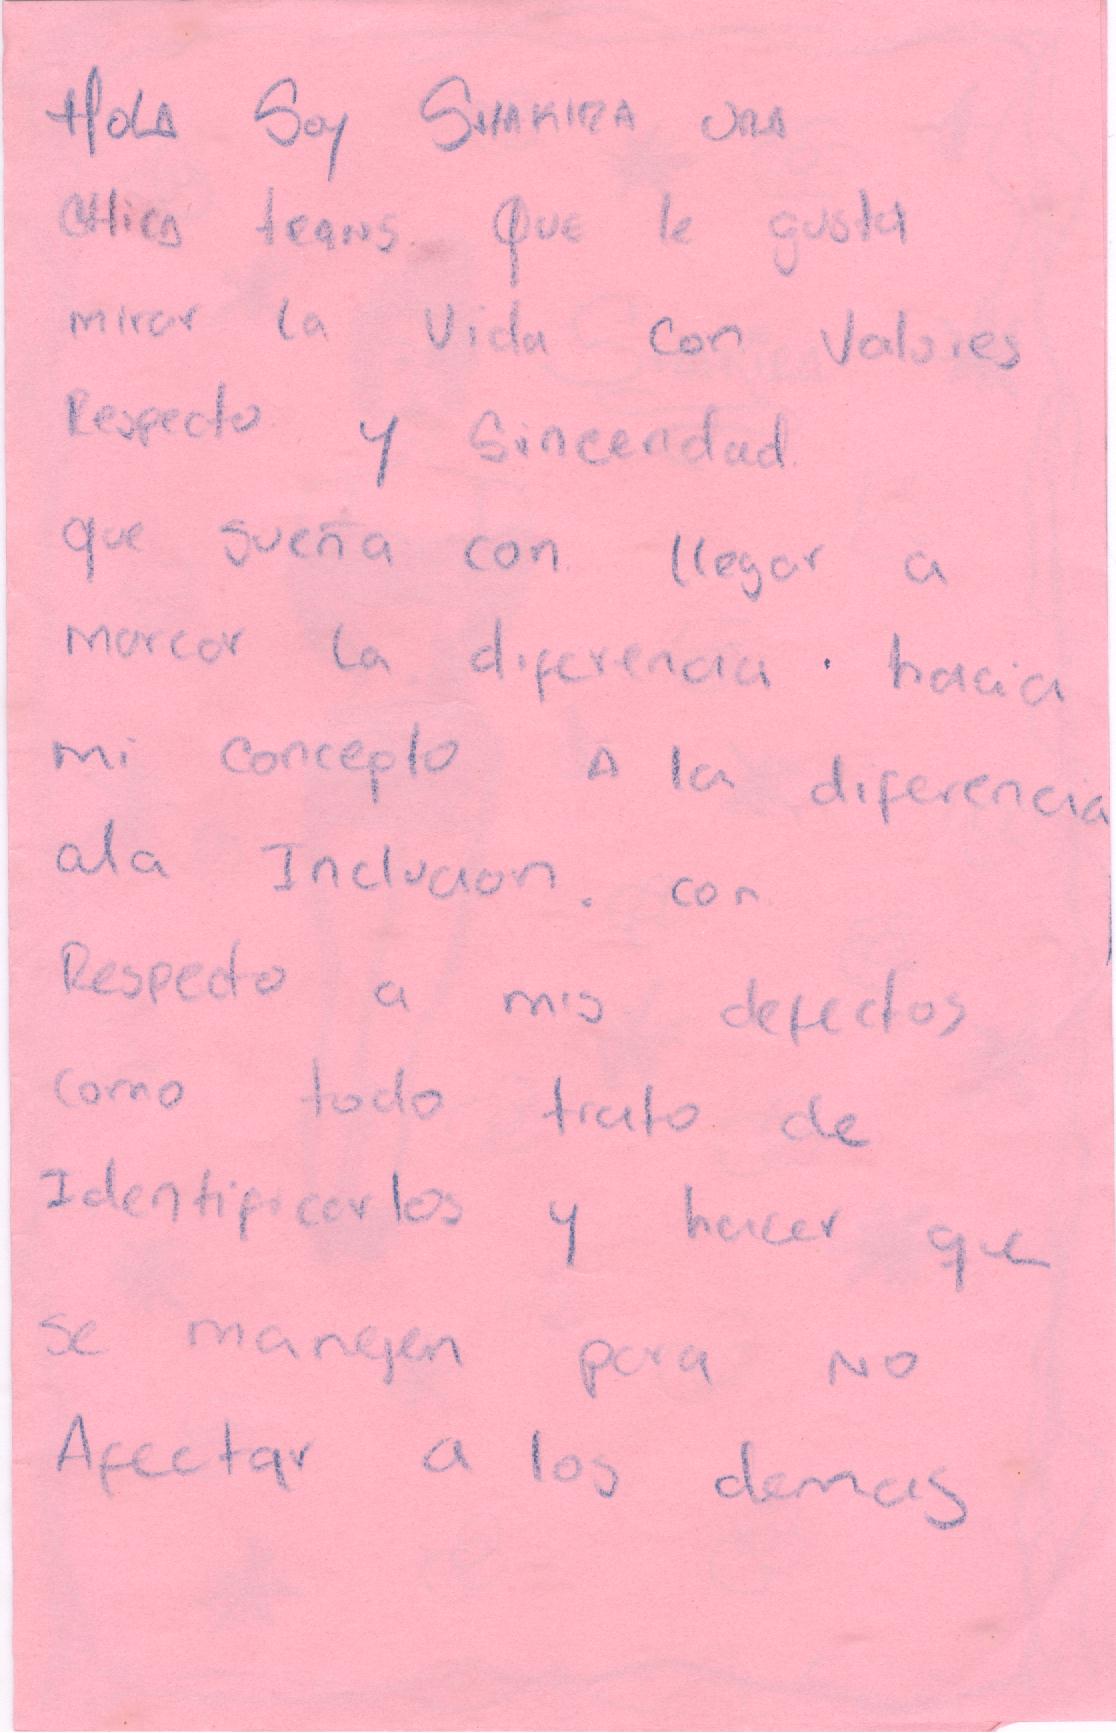 HOLA Soy SHAKIRA UNA
CHICA trans. Que le gusta
mirar la Vida con Valores
Respecto y Sinceridad.
que sueña con llegar a
marcar la diferencia. hacia
mi concepto A la diferencia
ala Inclucion. con
Respecto a mis defectos
como todo trato de
Identificarlos y hacer que
se manejen para NO
Afectar a los demas